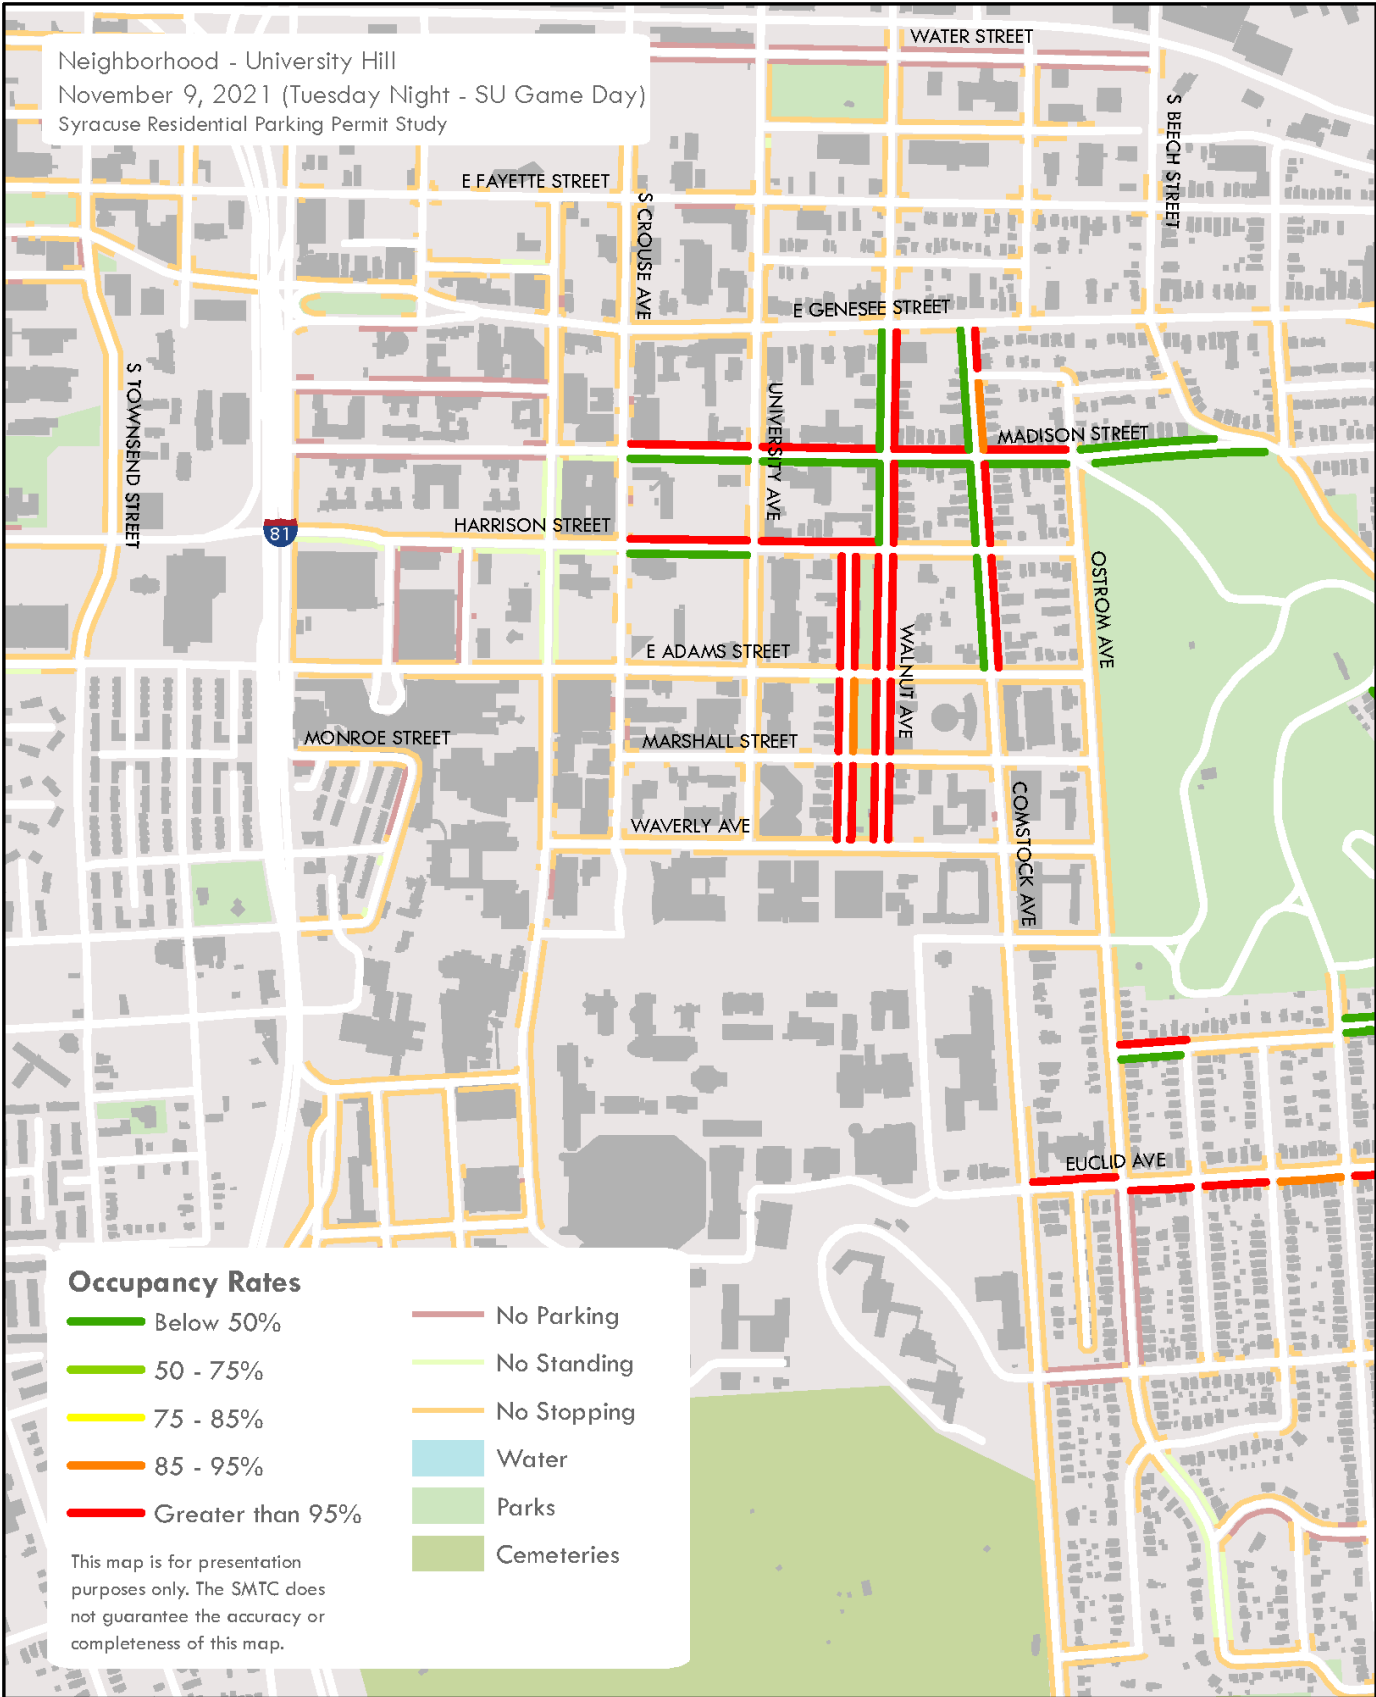 Neighborhood - University Hill
November 9, 2021 (Tuesday Night - SU Game Day)
Syracuse Residential Parking Permit Study
WATER STREET
S BEECH STREET
E FAYETTE STREET
S CROUSE AVE
E GENESEE STREET
S TOWNSEND STREET
UNIVERSITY AVE
MADISON STREET
HARRISON STREET
81
OSTROM AVE
E ADAMS STREET
WALNUT AVE
MONROE STREET
MARSHALL STREET
COMSTOCK AVE
WAVERLY AVE
EUCLID AVE
Occupancy Rates
Below 50%
50 - 75%
75 - 85%
85 - 95%
Greater than 95%
No Parking
No Standing
No Stopping
Water
Parks
Cemeteries
This map is for presentation
purposes only. The SMTC does
not guarantee the accuracy or
completeness of this map.